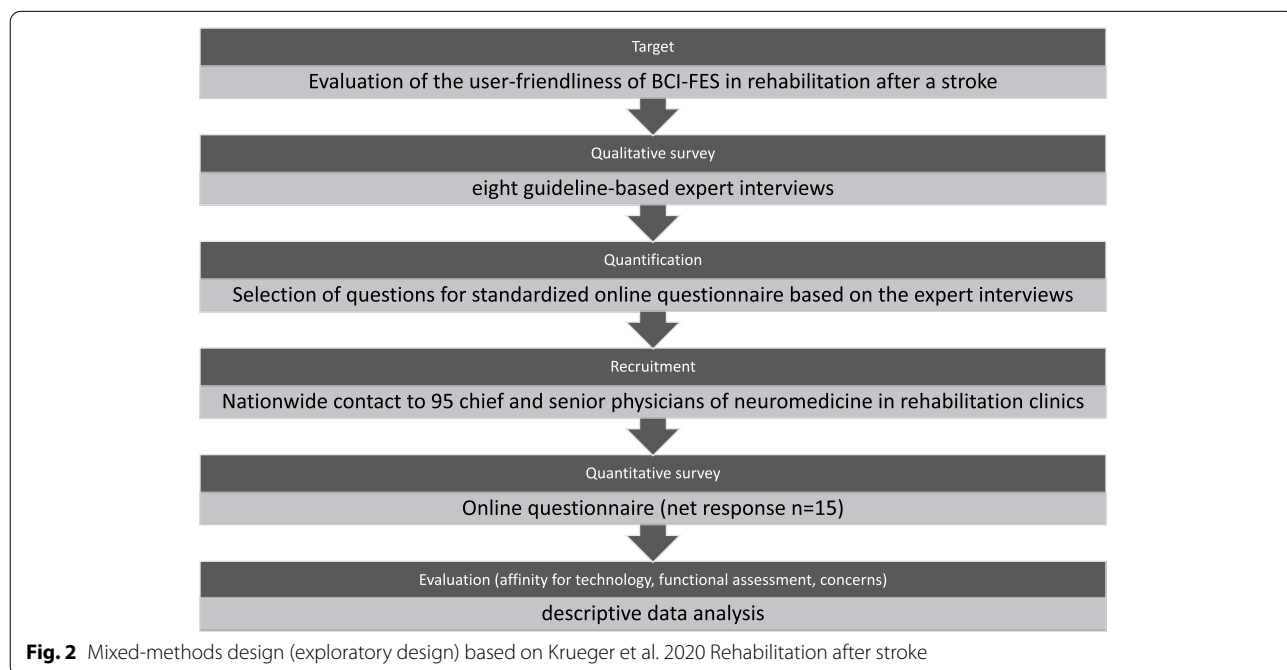 Target
Evaluation of the user-friendliness of BCI-FES in rehabilitation after a stroke
Qualitative survey
eight guideline-based expert interviews
Quantification
Selection of questions for standardized online questionnaire based on the expert interviews
Recruitment
Nationwide contact to 95 chief and senior physicians of neuromedicine in rehabilitation clinics
Quantitative survey
Online questionnaire (net response n=15)
Evaluation (affinity for technology, functional assessment, concerns)
descriptive data analysis
Fig. 2 Mixed-methods design (exploratory design) based on Krueger et al. 2020 Rehabilitation after stroke